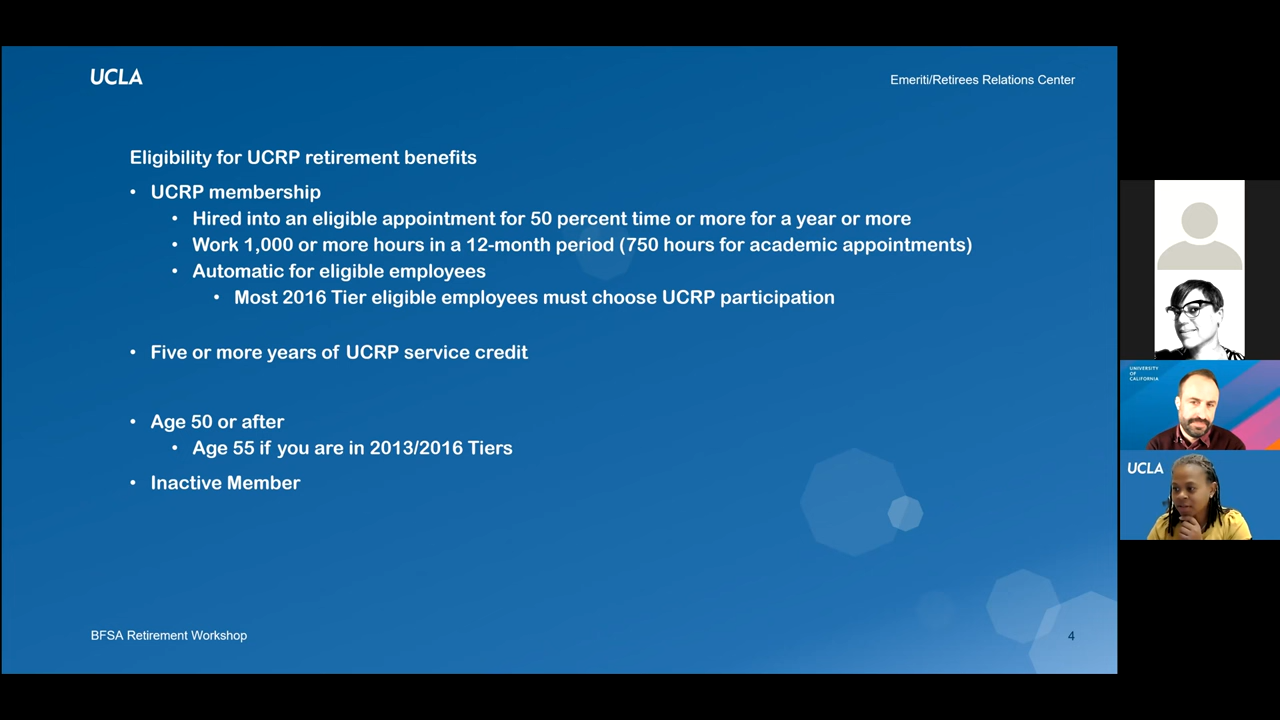 UCLA
Emeriti/Retirees Relations Center
Eligibility for UCRP retirement benefits
• UCRP membership
• Hired into an eligible appointment for 50 percent time or more for a year or more
• Work 1,000 or more hours in a 12-month period (750 hours for academic appointments)
• Automatic for eligible employees
• Most 2016 Tier eligible employees must choose UCRP participation
• Five or more years of UCRP service credit
• Age 50 or after
• Age 55 if you are in 2013/2016 Tiers
• Inactive Member
BFSA Retirement Workshop
4
UNIVERSITY
OF
CALIFORNIA
UCLA